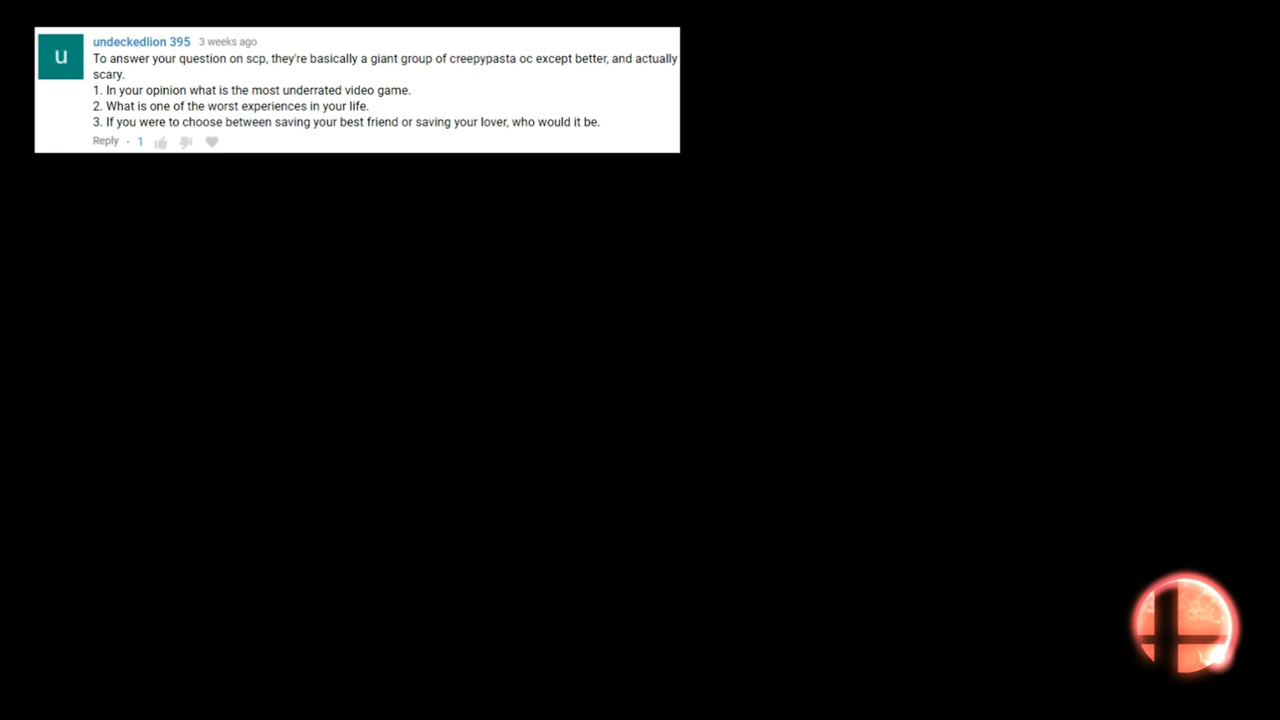 u
undeckedlion 395 3 weeks ago
To answer your question on scp, they're basically a giant group of creepypasta oc except better, and actually
scary.
1. In your opinion what is the most underrated video game.
2. What is one of the worst experiences in your life.
3. If you were to choose between saving your best friend or saving your lover, who would it be.
Reply · 1